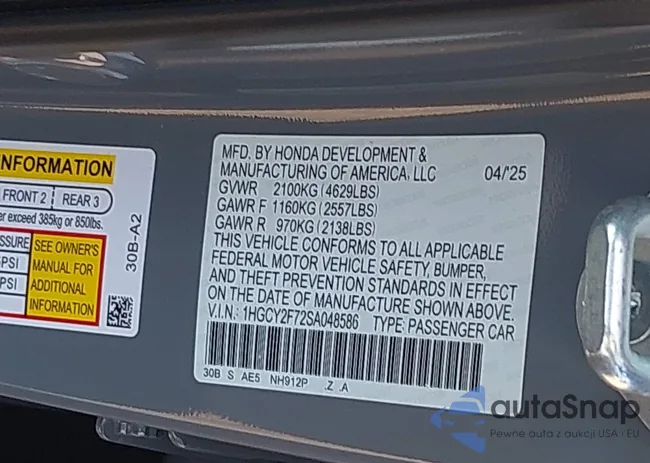 INFORMATION
FRONT 2 REAR 3
er exceed 385kg or 850lbs.
SSURE
PSI
PSI
SEE OWNER'S
MANUAL FOR
ADDITIONAL
INFORMATION
30B-A2
MFD. BY HONDA DEVELOPMENT & 
MANUFACTURING OF AMERICA, LLC 04/'25
GVWR 2100KG (4629LBS)
GAWR F 1160KG (2557LBS)
GAWR R 970KG (2138LBS)
THIS VEHICLE CONFORMS TO ALL APPLICABLE
FEDERAL MOTOR VEHICLE SAFETY, BUMPER,
AND THEFT PREVENTION STANDARDS IN EFFECT
ON THE DATE OF MANUFACTURE SHOWN ABOVE.
V.I.N.: 1HGCY2F72SA048586 TYPE: PASSENGER CAR
30B S AE5 NH912P .Z .A
autaSnap
Pewne auta z aukcji USA · EU